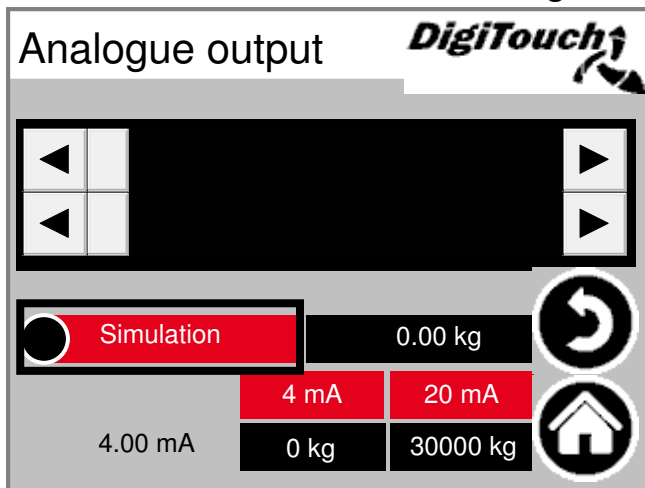 Analogue output
DigiTouch
Simulation
0.00 kg
4 mA
20 mA
4.00 mA
0 kg
30000 kg